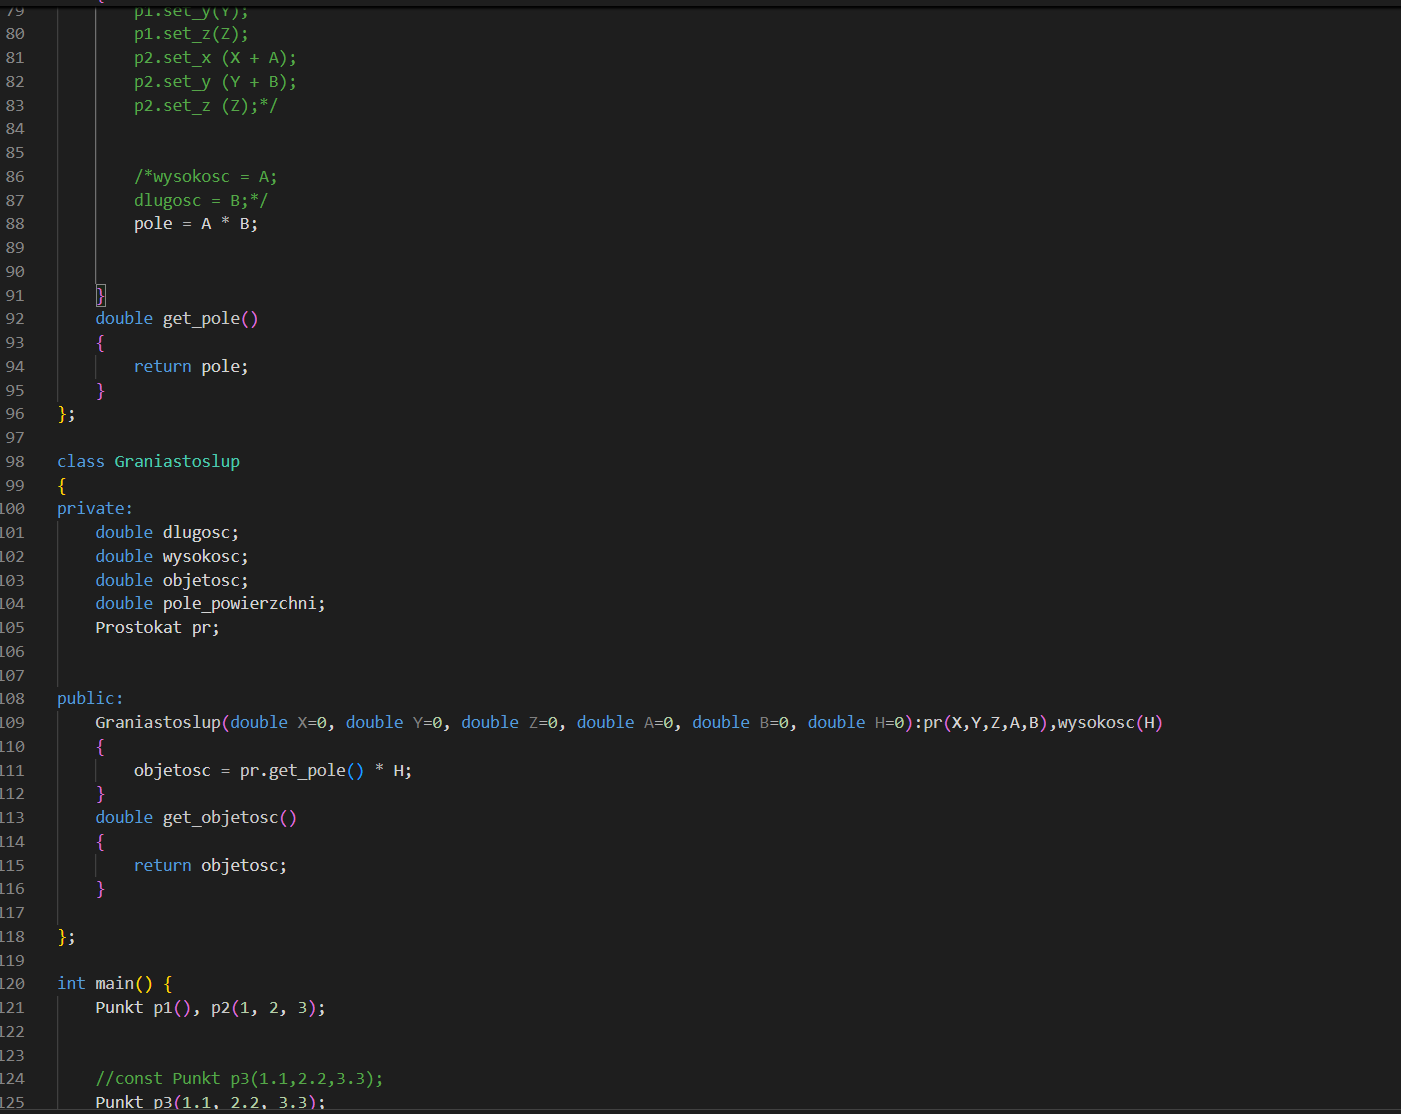 79 p1.set_y(Y);
80 p1.set_z(Z);
81 p2.set_x (X + A);
82 p2.set_y (Y + B);
83 p2.set_z (Z);*/
84
85
86 /*wysokosc = A;
87 dlugosc = B;*/
88 pole = A * B;
89
90
91 }
92 double get_pole()
93 {
94 return pole;
95 }
96 };
97
98 class Graniastoslup
99 {
100 private:
101 double dlugosc;
102 double wysokosc;
103 double objetosc;
104 double pole_powierzchni;
105 Prostokat pr;
106
107
108 public:
109 Graniastoslup(double X=0, double Y=0, double Z=0, double A=0, double B=0, double H=0):pr(X,Y,Z,A,B),wysokosc(H)
110 {
111 objetosc = pr.get_pole() * H;
112 }
113 double get_objetosc()
114 {
115 return objetosc;
116 }
117
118 };
119
120 int main() {
121 Punkt p1(), p2(1, 2, 3);
122
123
124 //const Punkt p3(1.1,2.2,3.3);
125 Punkt p3(1.1, 2.2, 3.3);